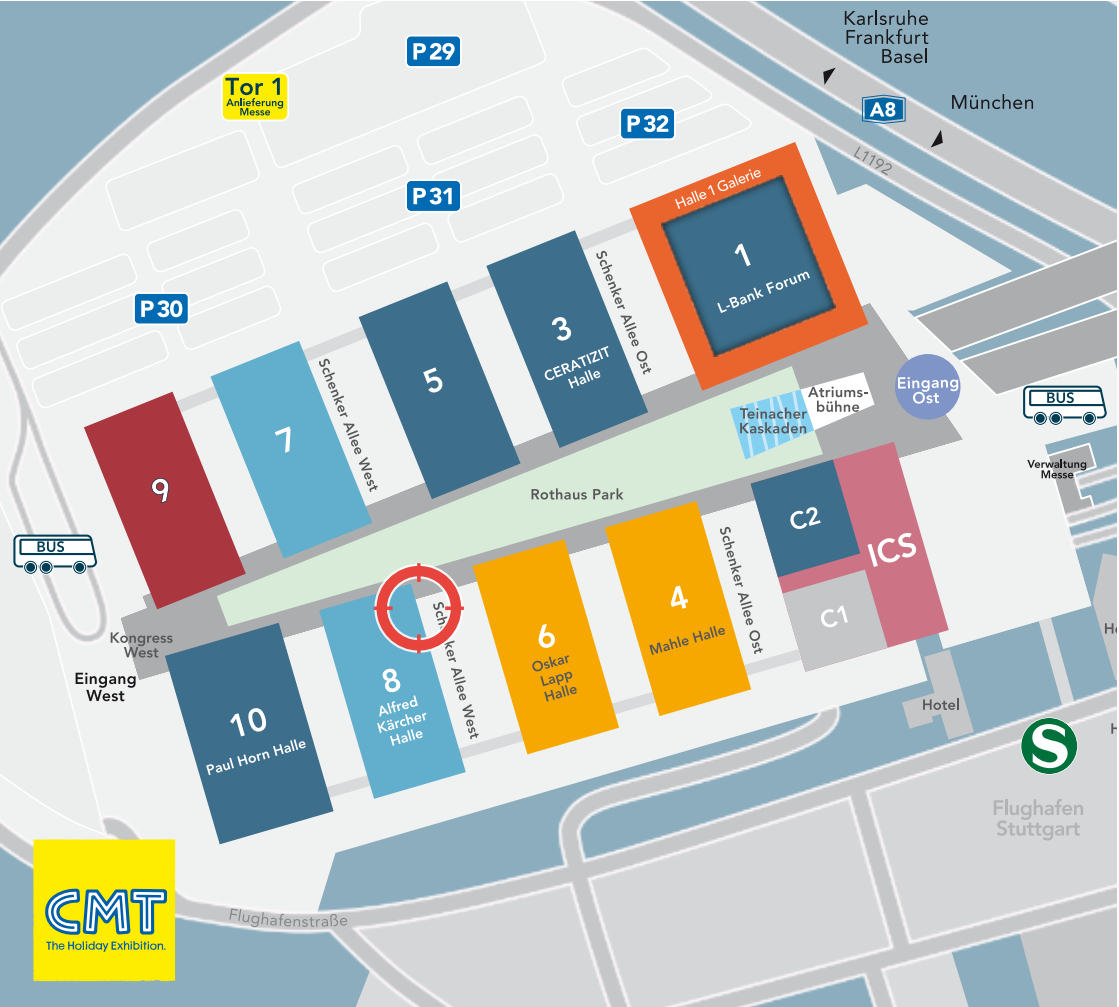 Karlsruhe
Frankfurt
Basel
P29
Tor 1
Anlieferung
Messe
A8
München
P32
L1192
Halle 1 Galerie
P31
1
L-Bank Forum
Schenker Allee Ost
P30
3
CERATIZIT
Halle
Schenker Allee West
5
Eingang
Ost
Atriums-
bühne
BUS
Teinacher
Kaskaden
7
Verwaltung
Messe
9
Rothaus Park
C2
ICS
BUS
Schenker Allee Ost
4
Mahle Halle
C1
Kongress
West
Eingang
West
6
Oskar
Lapp
Halle
8
Alfred
Kärcher
Halle
10
Paul Horn Halle
Hotel
S
Flughafen
Stuttgart
CMT
The Holiday Exhibition.
Flughafenstraße